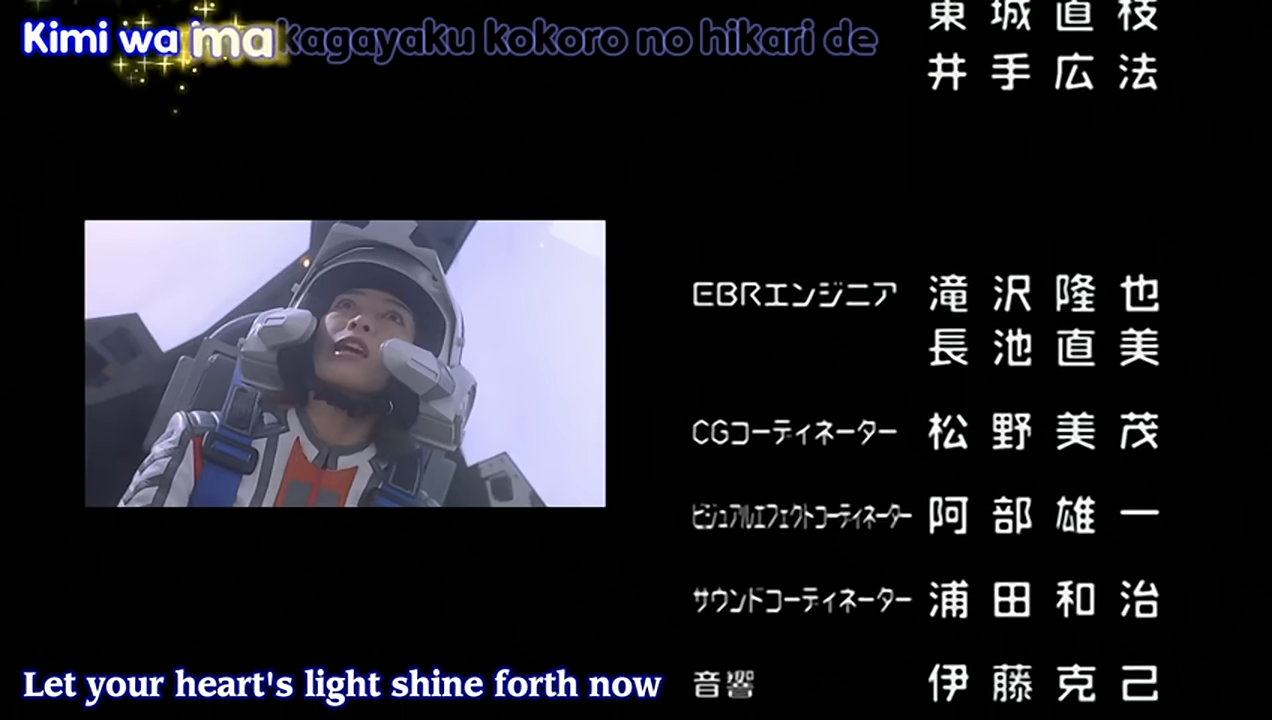 Kimi wa ima kagayaku kokoro no hikari de
東城直枝
井手広法
EBRエンジニア 滝沢隆也
長池直美
CGコーディネーター 松野美茂
ビジュアルエフェクトコーディネーター 阿部雄一
サウンドコーディネーター 浦田和治
音響 伊藤克己
Let your heart's light shine forth now